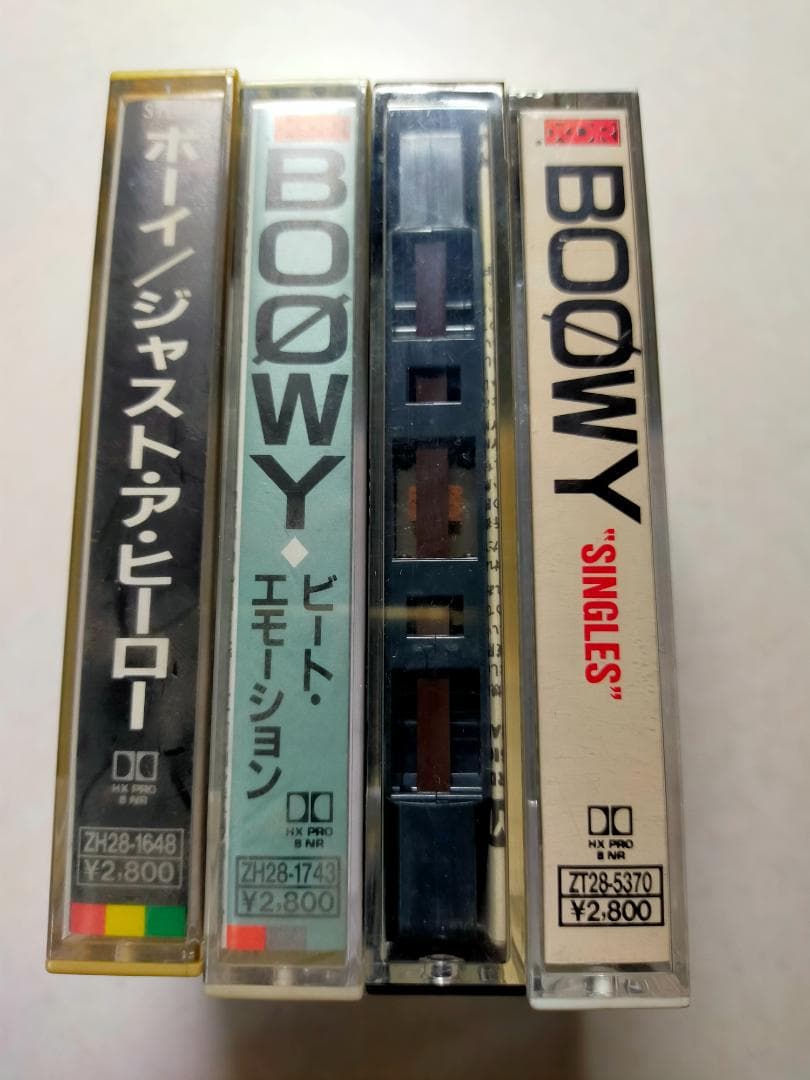 ボーイ/ジャスト・ア・ヒーロー
HX PRO
B NR
ZH28-1648
¥2,800
BOØWY
ビート・
エモーション
HX PRO
B NR
ZH28-1743
¥2,800
XDR
BOØWY
"SINGLES"
HX PRO
B NR
ZT28-5370
¥2,800